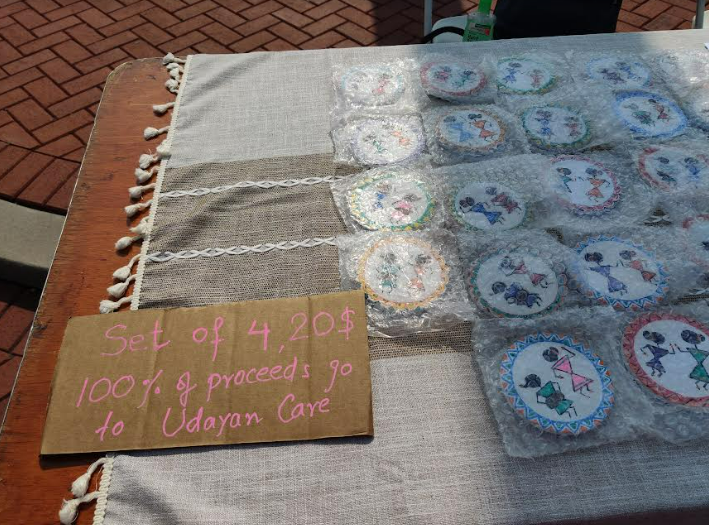 Set of 4, 20$
100% of proceeds go
to Udayan Care